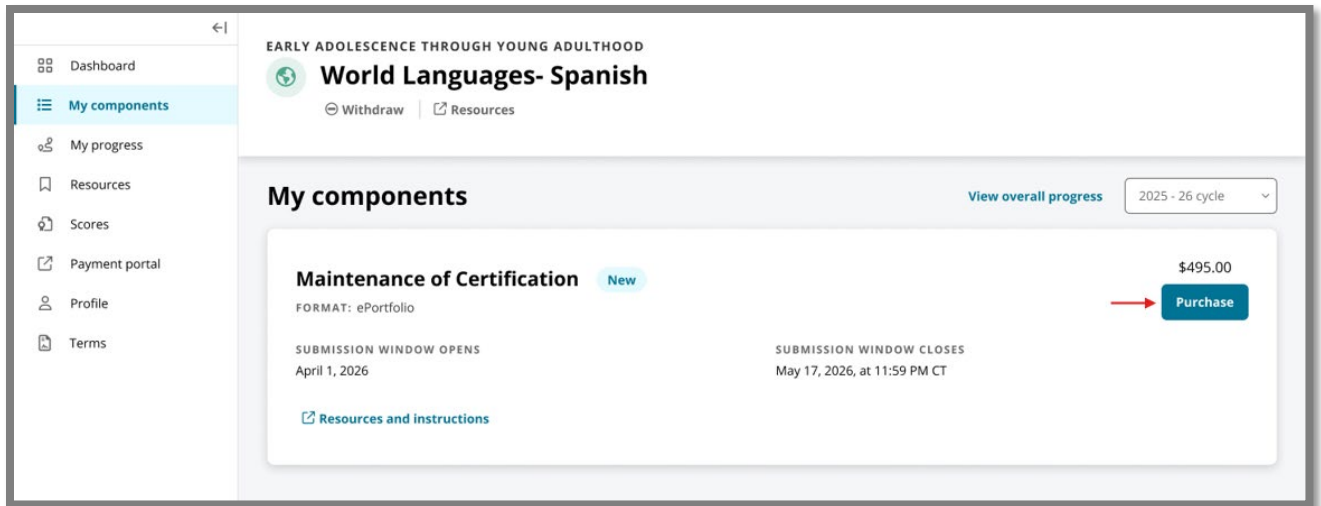 Dashboard
My components
My progress
Resources
Scores
Payment portal
Profile
Terms
EARLY ADOLESCENCE THROUGH YOUNG ADULTHOOD
World Languages- Spanish
Withdraw
Resources
My components
View overall progress
2025 - 26 cycle
Maintenance of Certification
New
$495.00
FORMAT: ePortfolio
Purchase
SUBMISSION WINDOW OPENS
April 1, 2026
SUBMISSION WINDOW CLOSES
May 17, 2026, at 11:59 PM CT
Resources and instructions